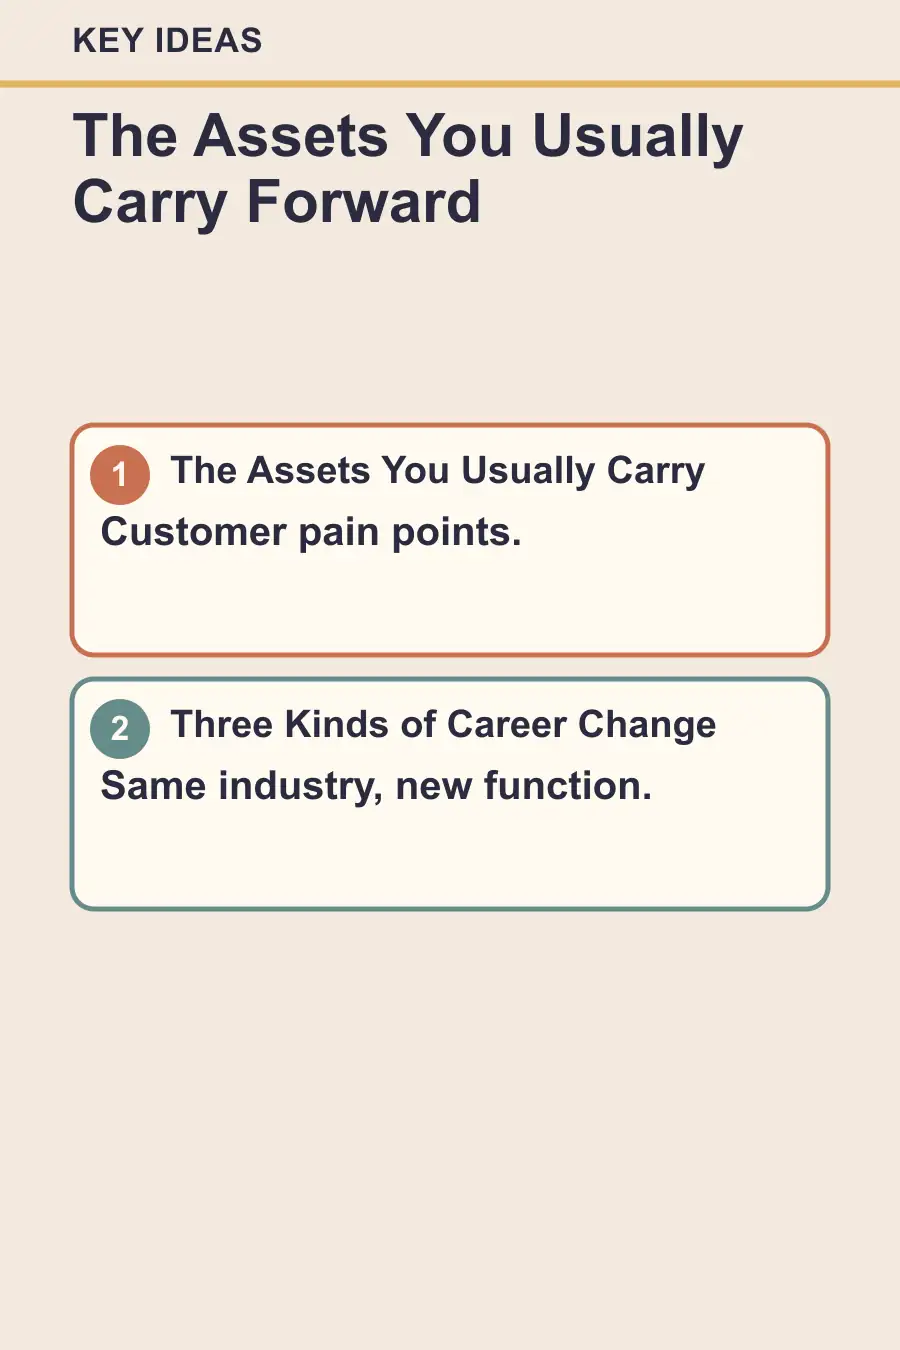 KEY IDEAS
The Assets You Usually
Carry Forward
1 The Assets You Usually Carry
Customer pain points.
2 Three Kinds of Career Change
Same industry, new function.